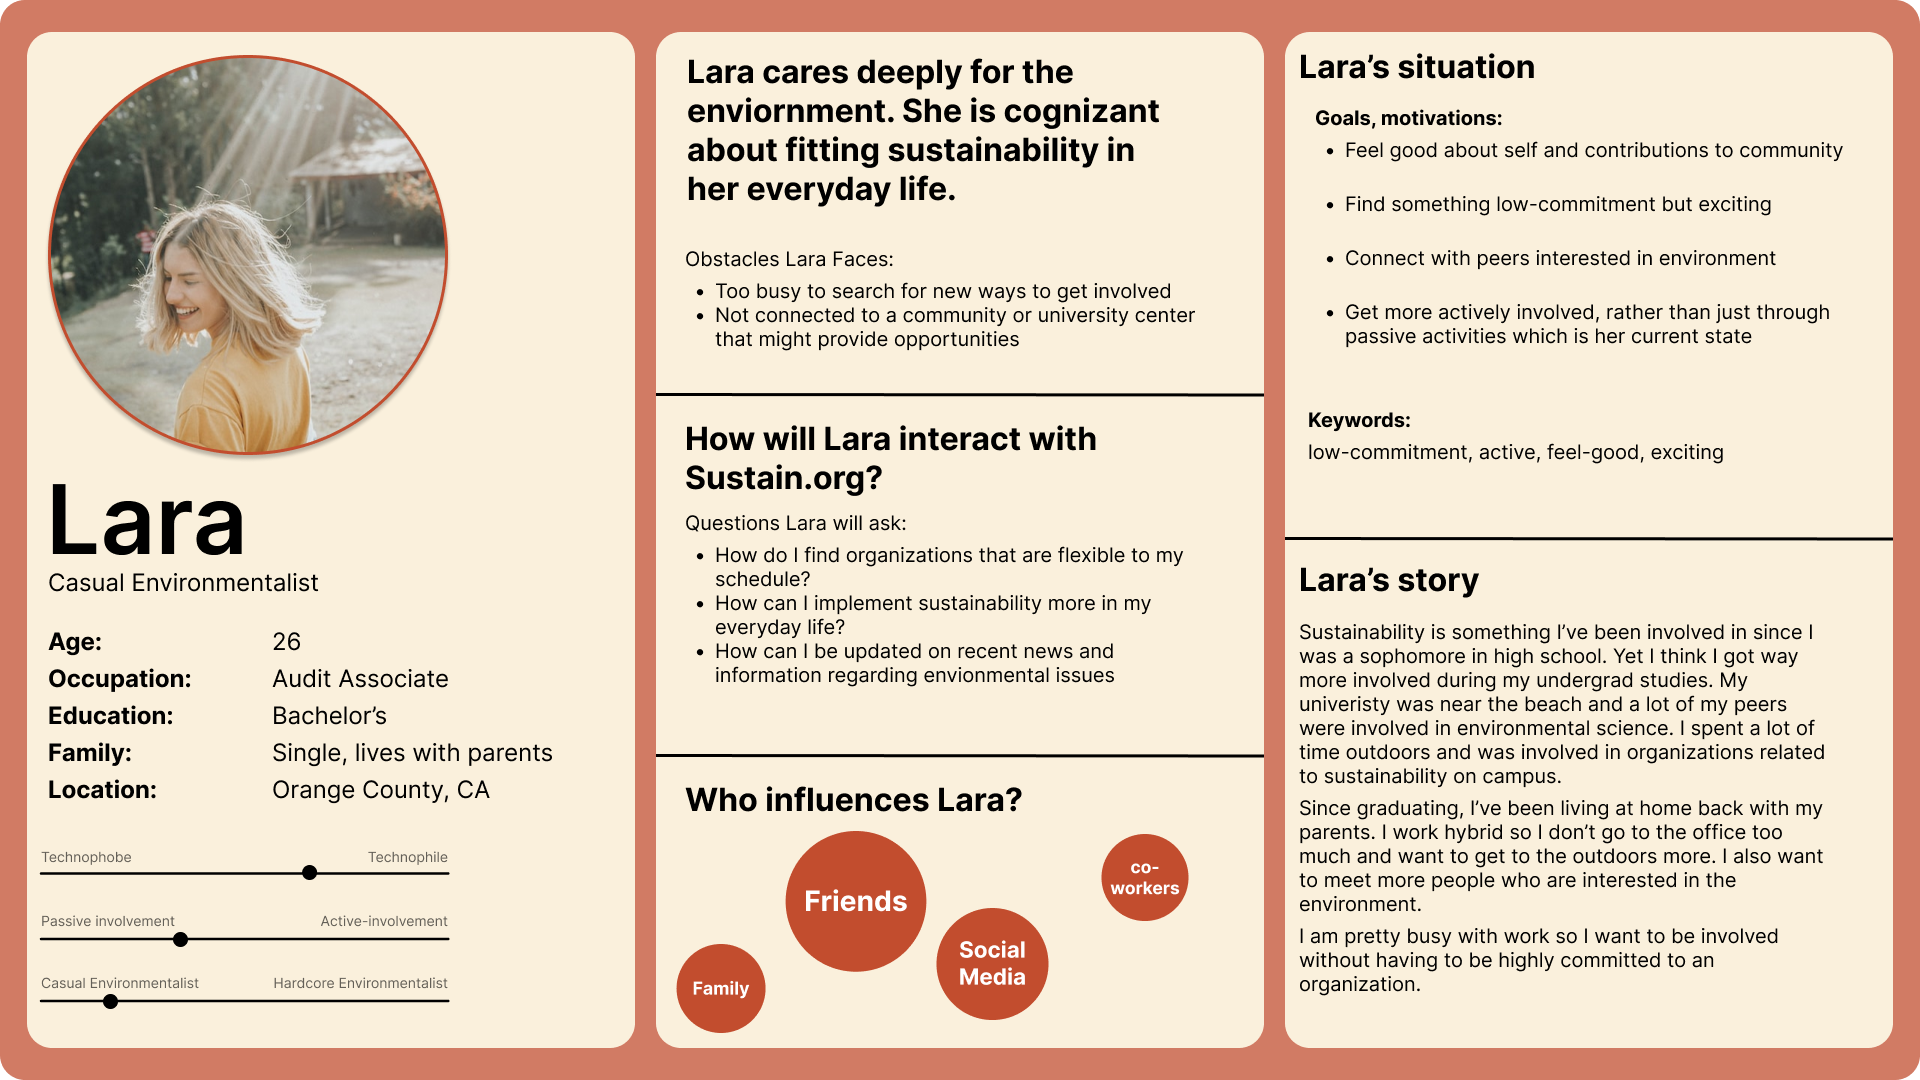 Lara
Casual Environmentalist
Age: 26
Occupation: Audit Associate
Education: Bachelor’s
Family: Single, lives with parents
Location: Orange County, CA
Technophobe Technophile
Passive involvement Active-involvement
Casual Environmentalist Hardcore Environmentalist
Lara cares deeply for the
enviornment. She is cognizant
about fitting sustainability in
her everyday life.
Obstacles Lara Faces:
• Too busy to search for new ways to get involved
• Not connected to a community or university center
that might provide opportunities
How will Lara interact with
Sustain.org?
Questions Lara will ask:
• How do I find organizations that are flexible to my
schedule?
• How can I implement sustainability more in my
everyday life?
• How can I be updated on recent news and
information regarding envionmental issues
Who influences Lara?
Friends
co-
workers
Social
Media
Family
Lara’s situation
Goals, motivations:
• Feel good about self and contributions to community
• Find something low-commitment but exciting
• Connect with peers interested in environment
• Get more actively involved, rather than just through
passive activities which is her current state
Keywords:
low-commitment, active, feel-good, exciting
Lara’s story
Sustainability is something I’ve been involved in since I
was a sophomore in high school. Yet I think I got way
more involved during my undergrad studies. My
univeristy was near the beach and a lot of my peers
were involved in environmental science. I spent a lot of
time outdoors and was involved in organizations related
to sustainability on campus.
Since graduating, I’ve been living at home back with my
parents. I work hybrid so I don’t go to the office too
much and want to get to the outdoors more. I also want
to meet more people who are interested in the
environment.
I am pretty busy with work so I want to be involved
without having to be highly committed to an
organization.